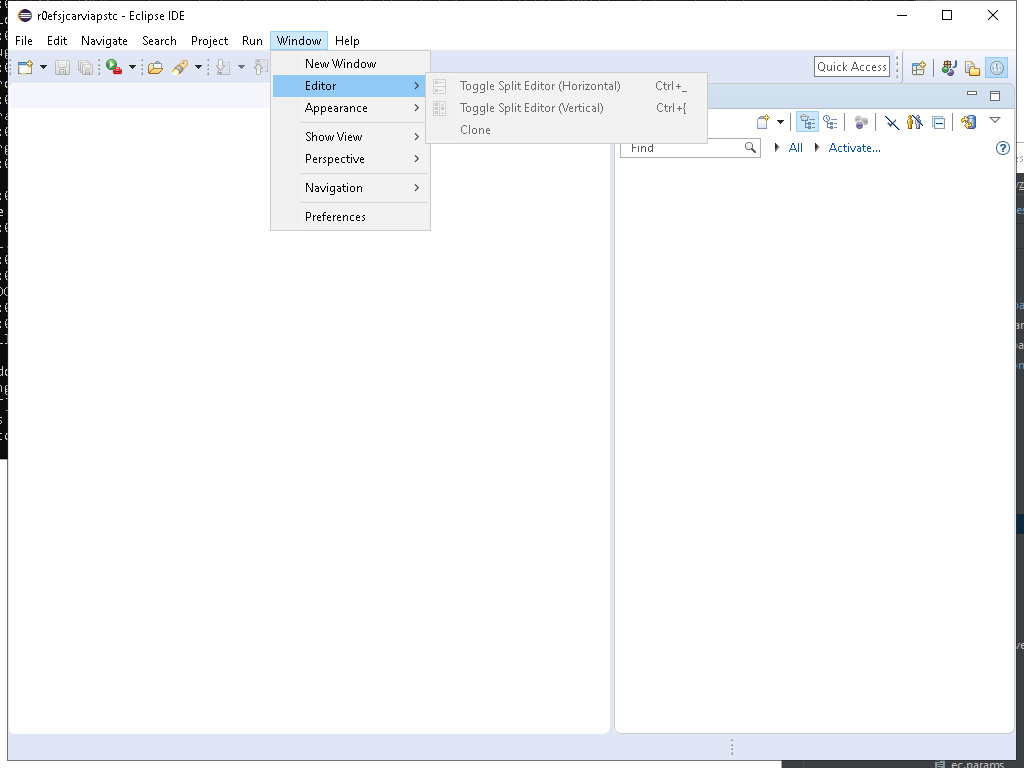 r0efsjcarviapstc - Eclipse IDE
File Edit Navigate Search Project Run Window Help
Quick Access
New Window
Editor
Appearance
Show View
Perspective
Navigation
Preferences
Toggle Split Editor (Horizontal) Ctrl+_
Toggle Split Editor (Vertical) Ctrl+{
Clone
Find
All
Activate...
ec.params